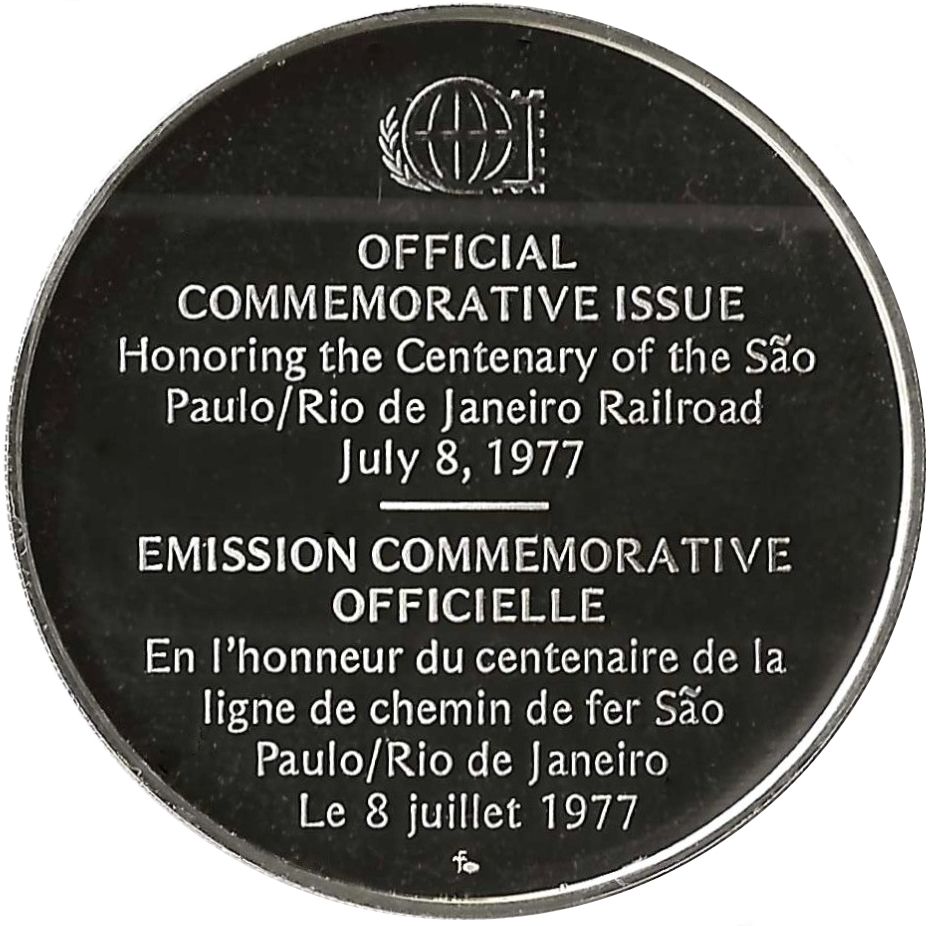 OFFICIAL
COMMEMORATIVE ISSUE
Honoring the Centenary of the São
Paulo/Rio de Janeiro Railroad
July 8, 1977
EMISSION COMMEMORATIVE
OFFICIELLE
En l'honneur du centenaire de la
ligne de chemin de fer São
Paulo/Rio de Janeiro
Le 8 juillet 1977